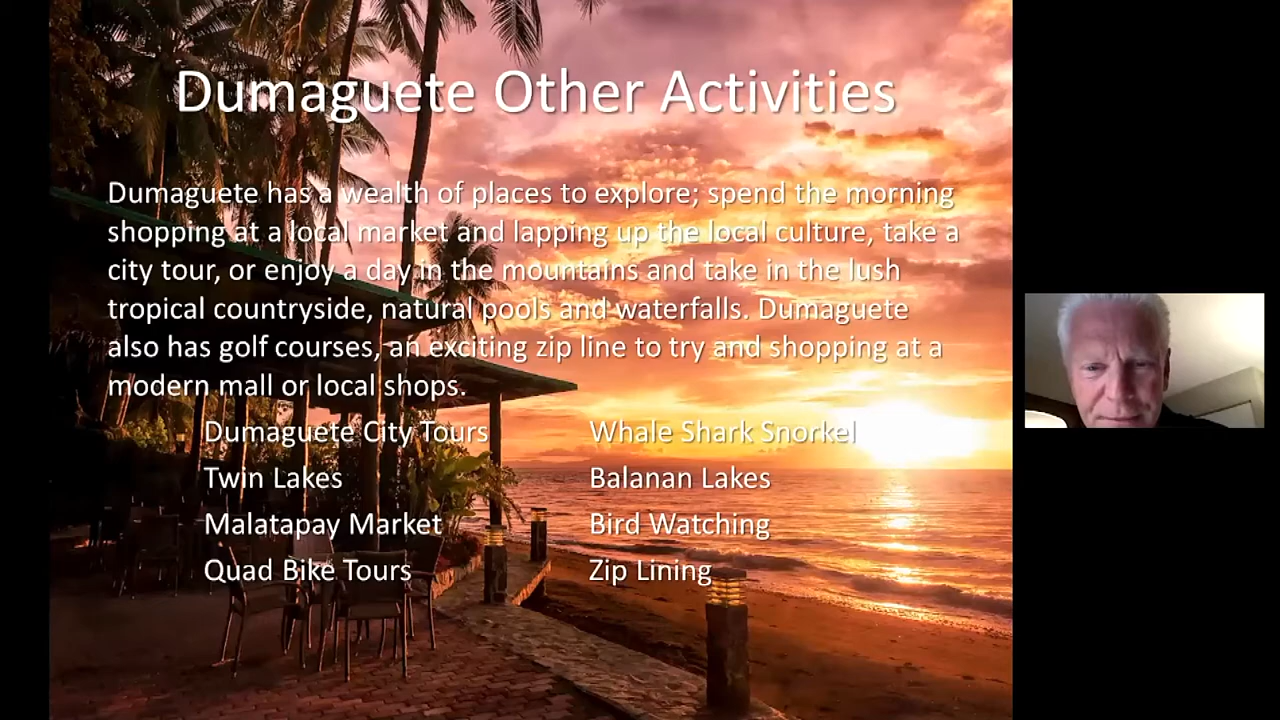 Dumaguete Other Activities
Dumaguete has a wealth of places to explore; spend the morning
shopping at a local market and lapping up the local culture, take a
city tour, or enjoy a day in the mountains and take in the lush
tropical countryside, natural pools and waterfalls. Dumaguete
also has golf courses, an exciting zip line to try and shopping at a
modern mall or local shops.
Dumaguete City Tours
Whale Shark Snorkel
Twin Lakes
Balanan Lakes
Malatapay Market
Bird Watching
Quad Bike Tours
Zip Lining